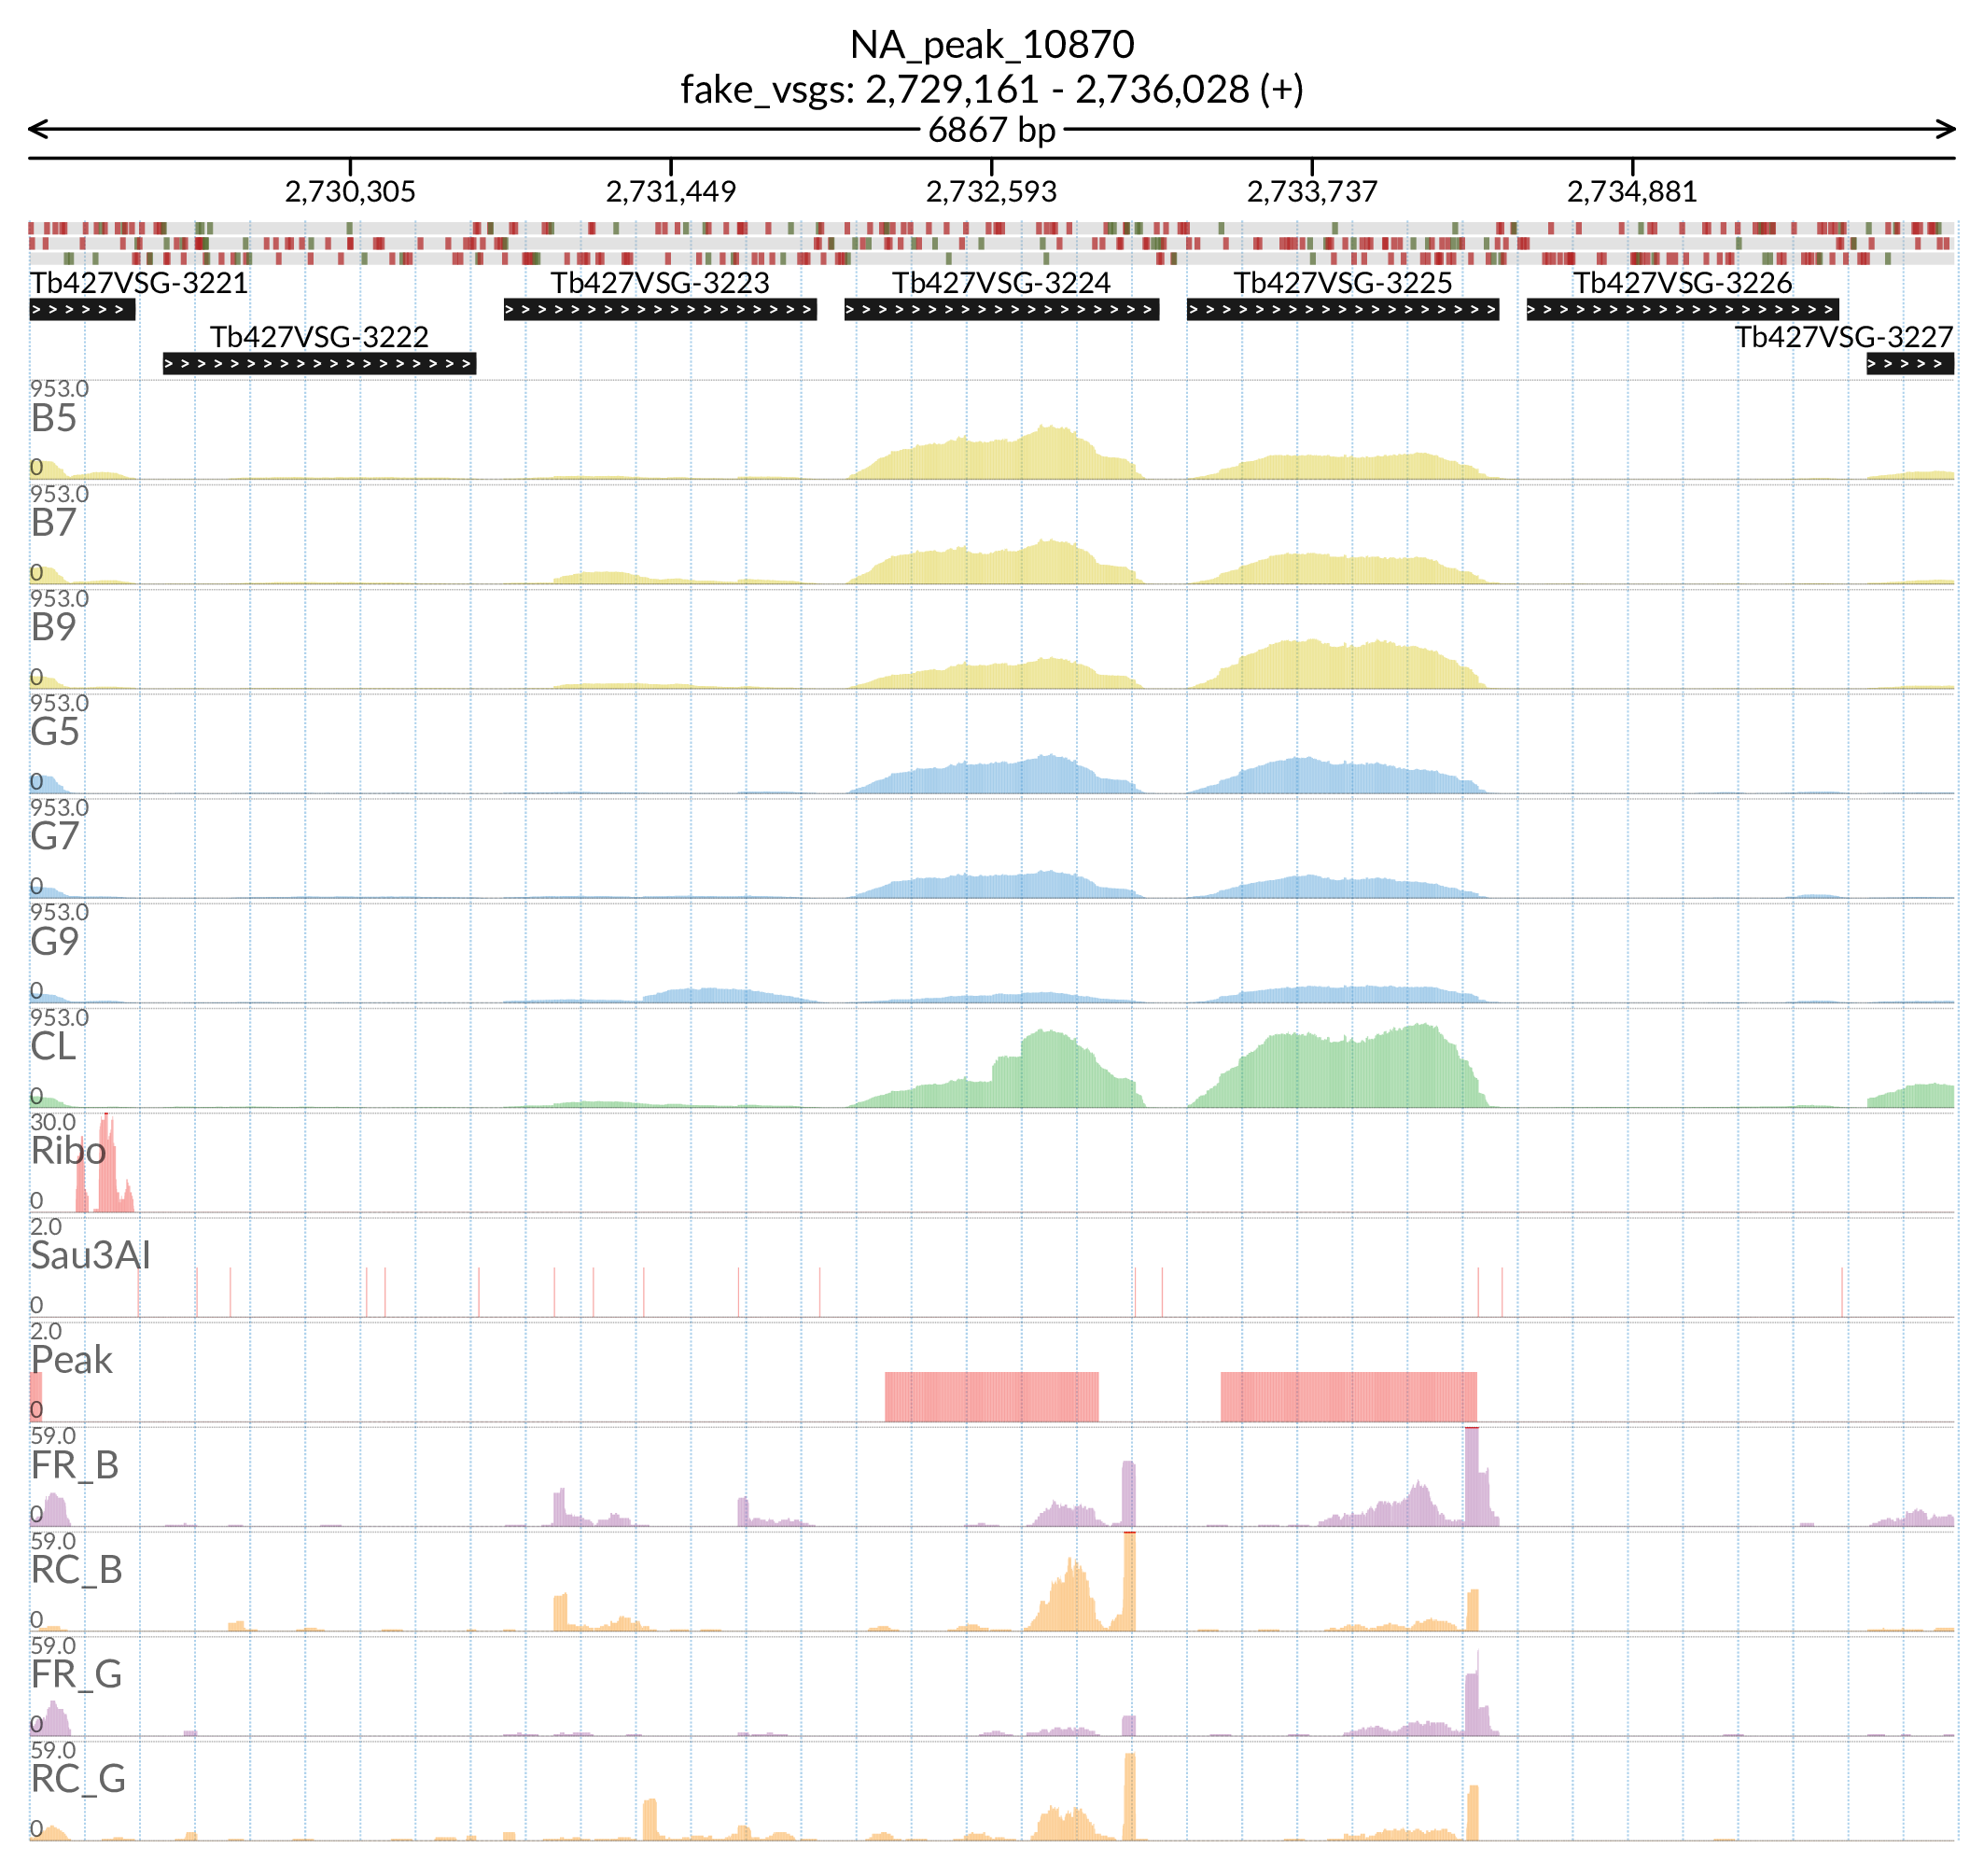 NA_peak_10870
fake_vsgs: 2,729,161 - 2,736,028 (+)
6867 bp
2,730,305 2,731,449 2,732,593 2,733,737 2,734,881
Tb427VSG-3221 Tb427VSG-3223 Tb427VSG-3224 Tb427VSG-3225 Tb427VSG-3226
Tb427VSG-3222 Tb427VSG-3227
953.0
B5
0
953.0
B7
0
953.0
B9
0
953.0
G5
0
953.0
G7
0
953.0
G9
0
953.0
CL
0
30.0
Ribo
0
2.0
Sau3AI
0
2.0
Peak
0
59.0
FR_B
0
59.0
RC_B
0
59.0
FR_G
0
59.0
RC_G
0